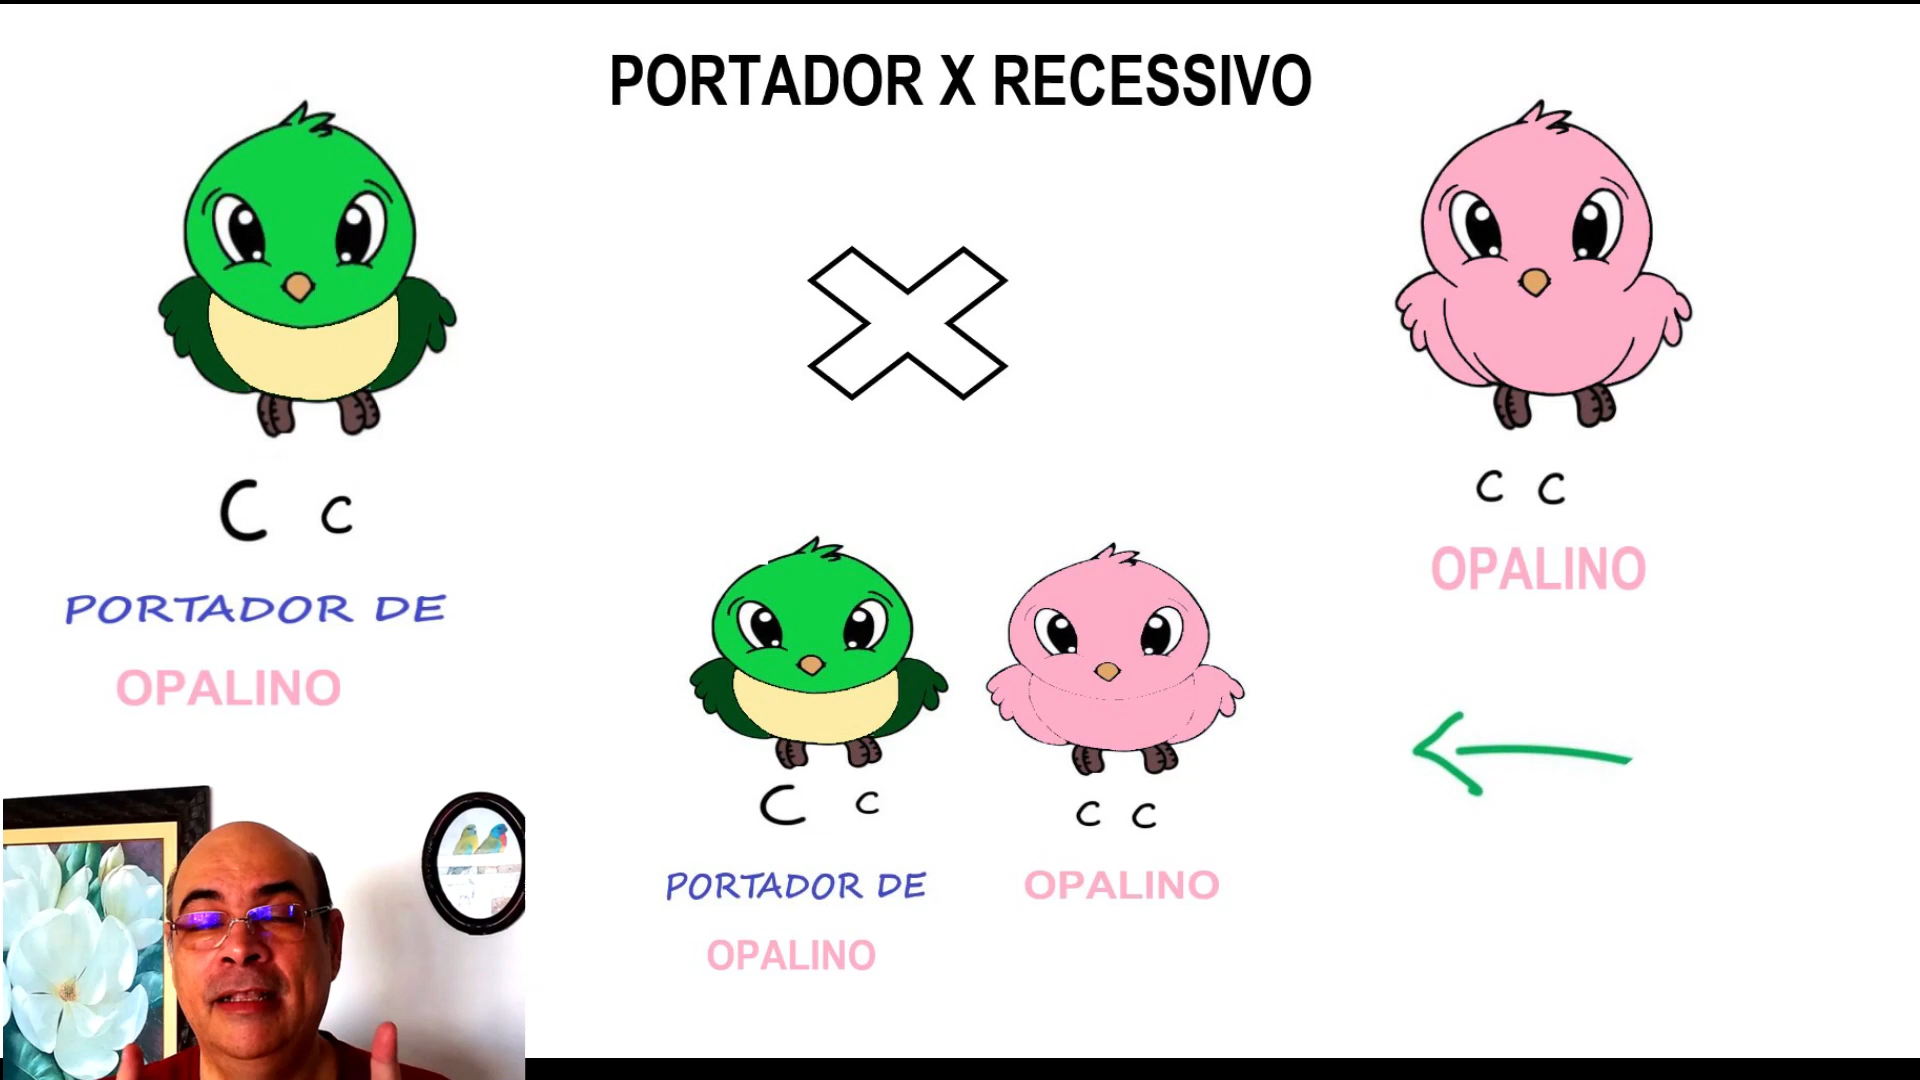 PORTADOR X RECESSIVO
C c
PORTADOR DE
OPALINO
c c
OPALINO
C c
PORTADOR DE
OPALINO
c c
OPALINO